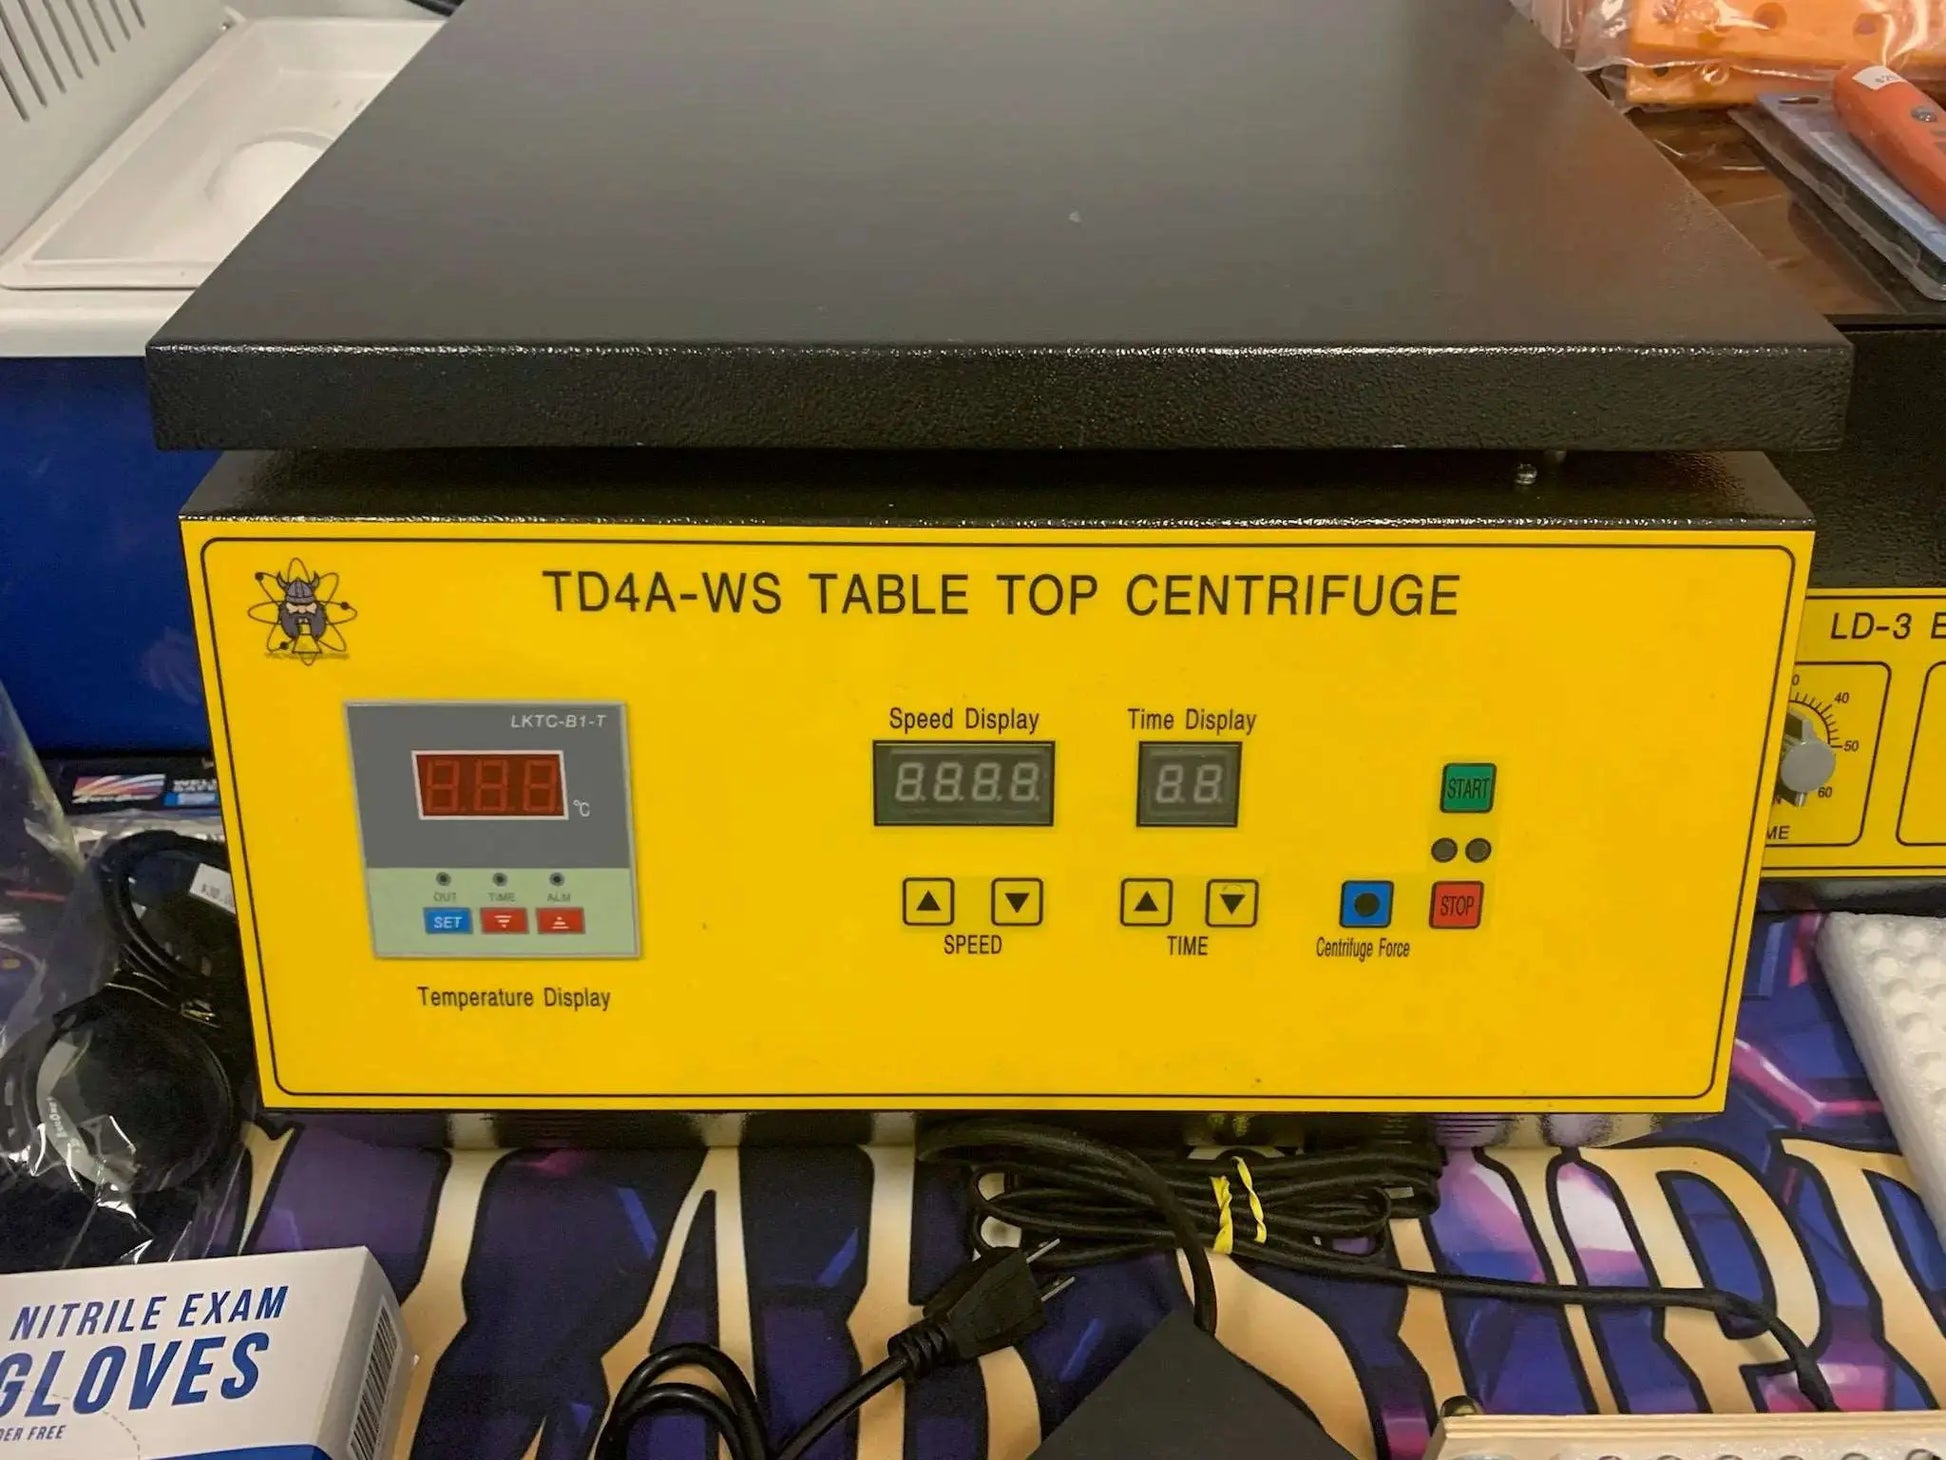 TD4A-WS TABLE TOP CENTRIFUGE
LKTC-B1-T
°C
OUT TIME ALM
SET
Temperature Display
Speed Display
SPEED
Time Display
TIME
START
STOP
Centrifuge Force
LD-3 E
40
50
60
ME
NITRILE EXAM
GLOVES
DER FREE